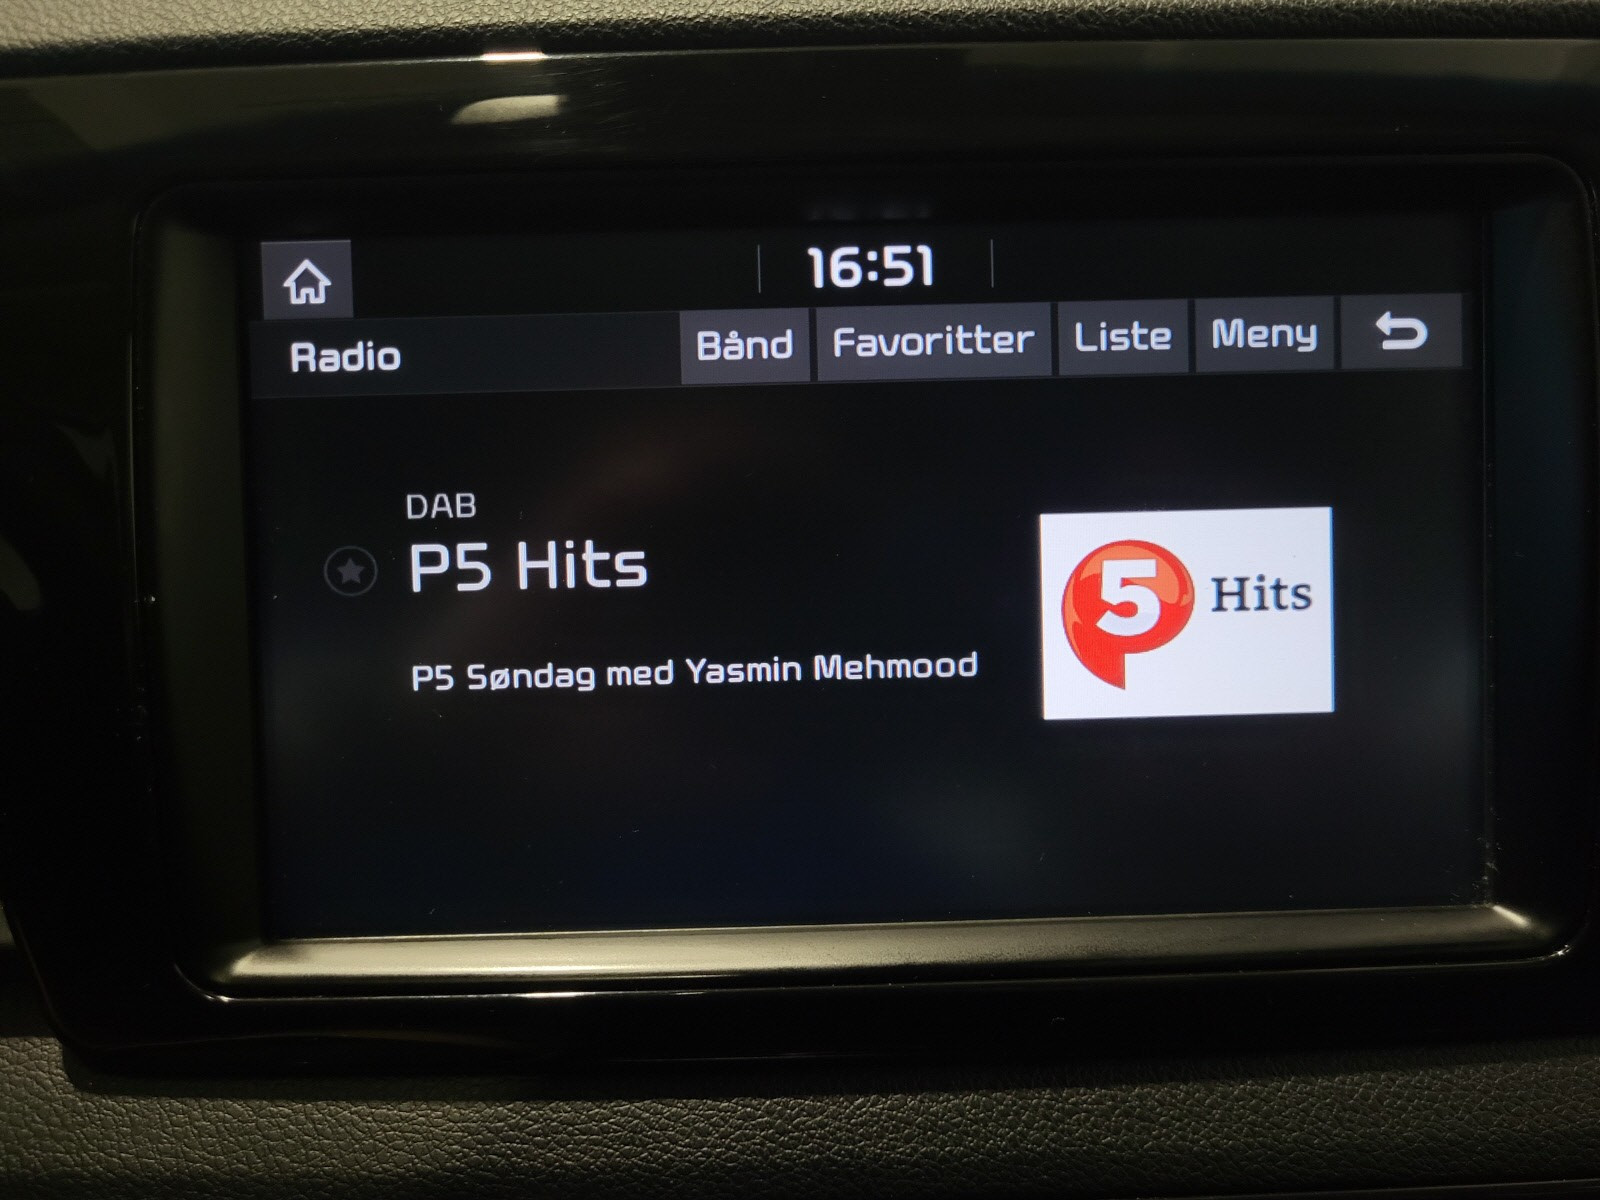 16:51
Radio
Bånd Favoritter Liste Meny
DAB
P5 Hits
P5 Søndag med Yasmin Mehmood
5 Hits